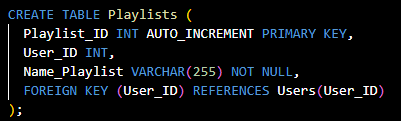 CREATE TABLE Playlists (
Playlist_ID INT AUTO_INCREMENT PRIMARY KEY,
User_ID INT,
Name_Playlist VARCHAR(255) NOT NULL,
FOREIGN KEY (User_ID) REFERENCES Users(User_ID)
);